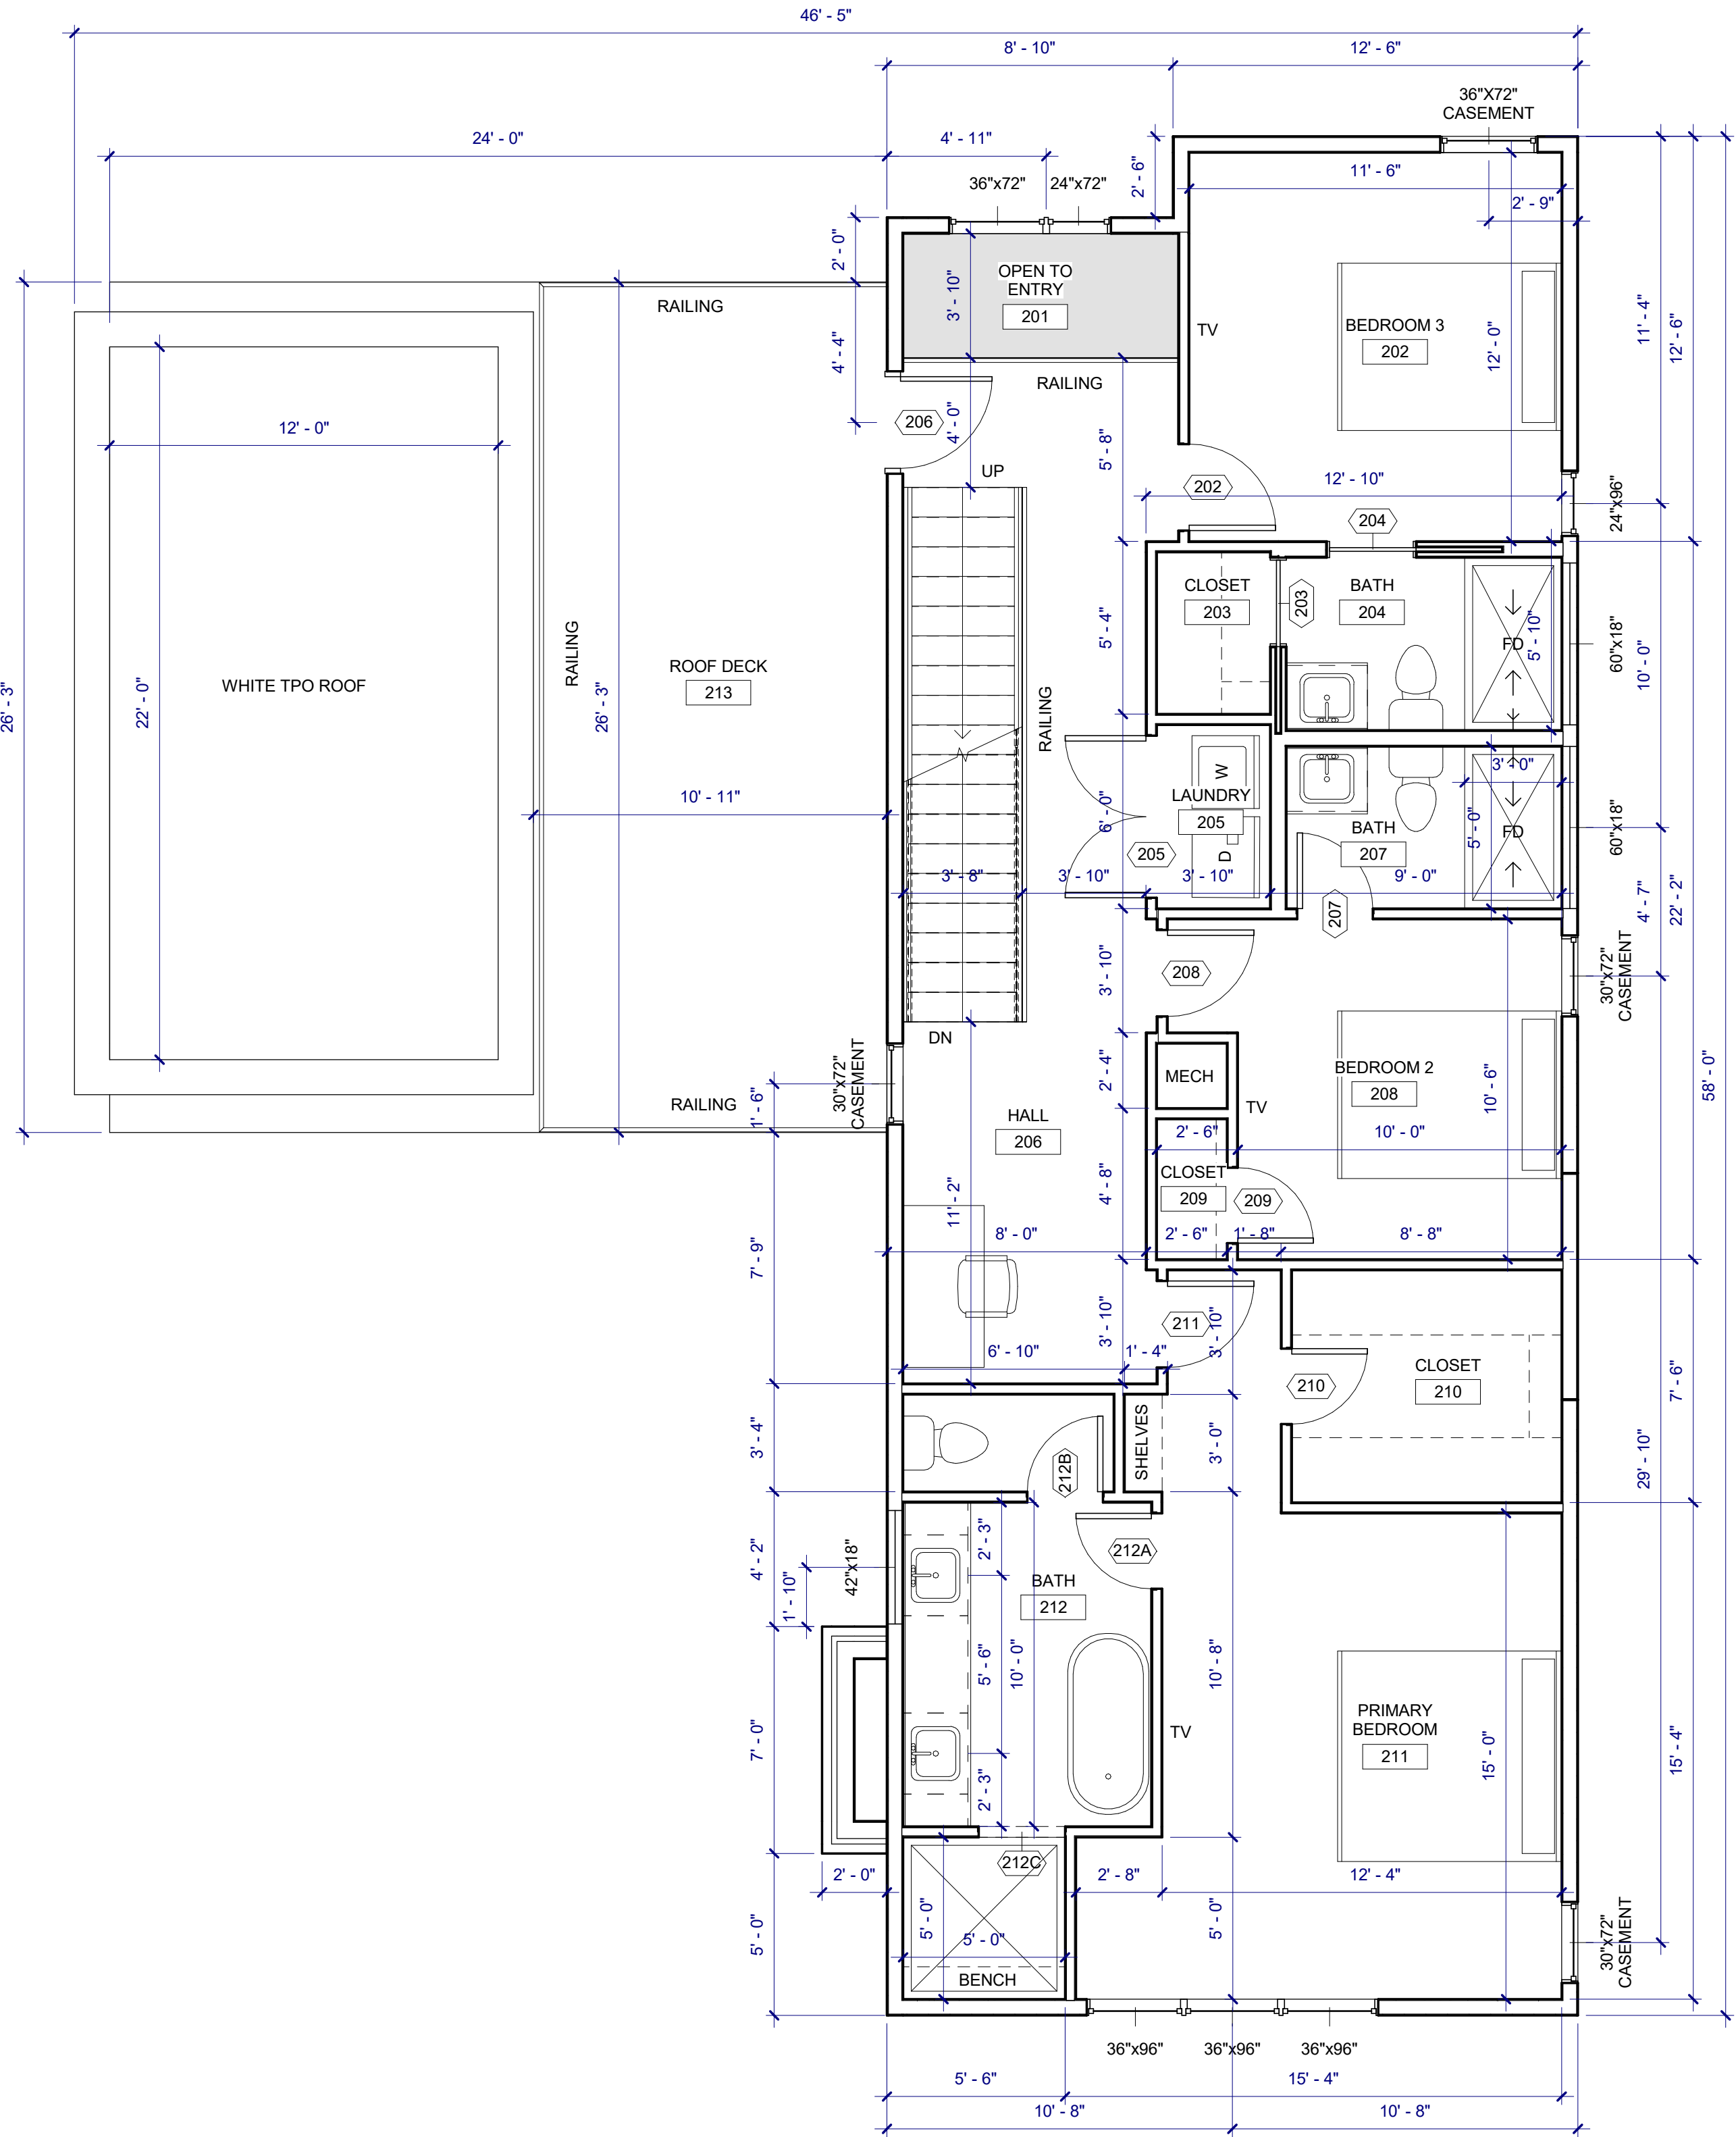 46' - 5"
8' - 10"
12' - 6"
36"X72"
CASEMENT
24' - 0"
4' - 11"
2' - 6"
11' - 6"
2' - 9"
36"x72"
24"x72"
2' - 0"
OPEN TO
ENTRY
201
3' - 10"
RAILING
4' - 4"
TV
BEDROOM 3
202
12' - 0"
11' - 4"
12' - 6"
RAILING
206
4' - 0"
5' - 8"
12' - 0"
UP
202
12' - 10"
204
24"x96"
CLOSET
203
203
BATH
204
FD
5' - 10"
60"x18"
10' - 0"
5' - 4"
RAILING
ROOF DECK
213
WHITE TPO ROOF
22' - 0"
26' - 3"
26' - 3"
RAILING
W
LAUNDRY
205
D
6' - 0"
205
3' - 0"
5' - 0"
FD
BATH
207
60"x18"
10' - 11"
3' - 8"
3' - 10"
3' - 10"
9' - 0"
207
4' - 7"
22' - 2"
208
3' - 10"
30"x72"
CASEMENT
DN
MECH
2' - 4"
BEDROOM 2
208
10' - 6"
58' - 0"
30"x72"
CASEMENT
1' - 6"
RAILING
HALL
206
TV
2' - 6"
10' - 0"
CLOSET
209
209
4' - 8"
11' - 2"
8' - 0"
2' - 6"
1' - 8"
8' - 8"
7' - 9"
211
3' - 10"
3' - 10"
6' - 10"
1' - 4"
210
CLOSET
210
7' - 6"
3' - 4"
SHELVES
3' - 0"
212B
29' - 10"
4' - 2"
1' - 10"
42"x18"
2' - 3"
212A
BATH
212
5' - 6"
10' - 0"
10' - 8"
7' - 0"
TV
PRIMARY
BEDROOM
211
15' - 0"
15' - 4"
2' - 3"
212C
2' - 0"
2' - 8"
12' - 4"
5' - 0"
5' - 0"
5' - 0"
5' - 0"
BENCH
30"x72"
CASEMENT
36"x96"
36"x96"
36"x96"
5' - 6"
15' - 4"
10' - 8"
10' - 8"